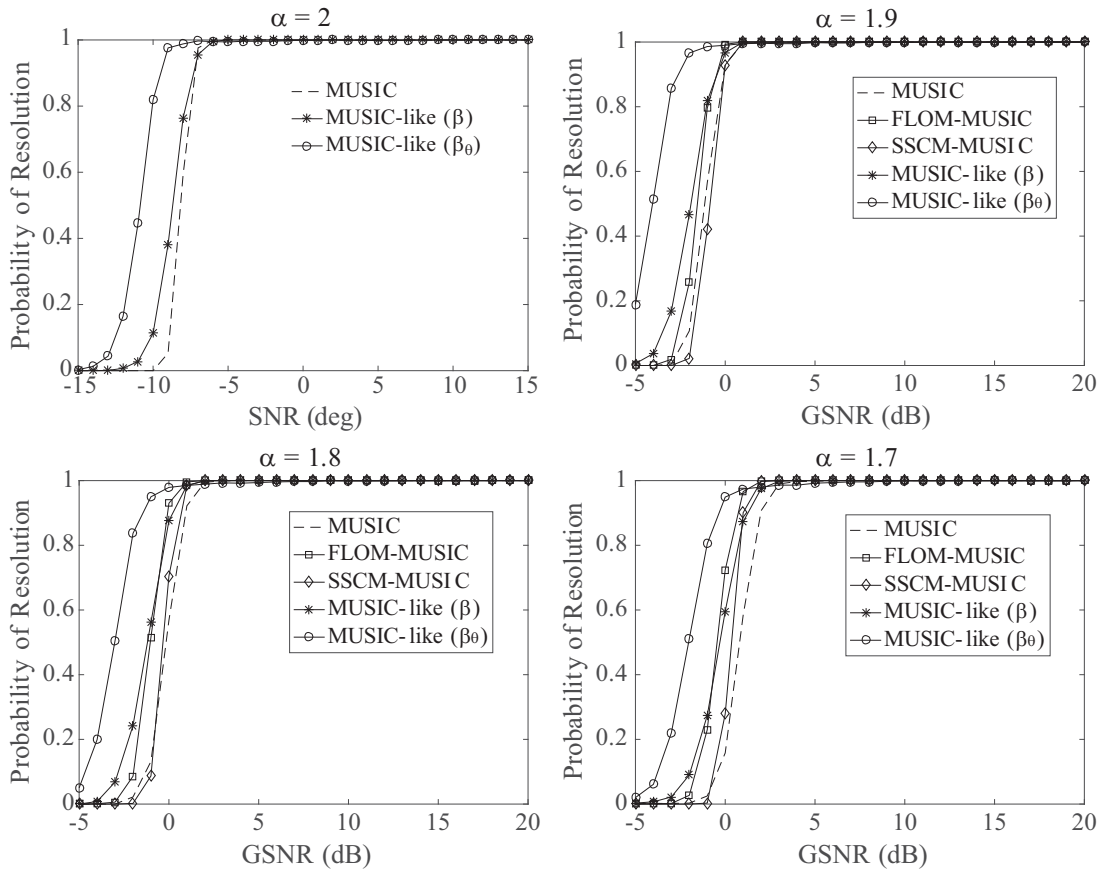 α = 2
Probability of Resolution
1
0.8
0.6
0.4
0.2
0
-15
-10
-5
0
5
10
15
SNR (deg)
MUSIC
MUSIC-like (β)
MUSIC-like (βθ)
α = 1.9
Probability of Resolution
1
0.8
0.6
0.4
0.2
0
-5
0
5
10
15
20
GSNR (dB)
MUSIC
FLOM-MUSIC
SSCM-MUSIC
MUSIC-like (β)
MUSIC-like (βθ)
α = 1.8
Probability of Resolution
1
0.8
0.6
0.4
0.2
0
-5
0
5
10
15
20
GSNR (dB)
MUSIC
FLOM-MUSIC
SSCM-MUSIC
MUSIC-like (β)
MUSIC-like (βθ)
α = 1.7
Probability of Resolution
1
0.8
0.6
0.4
0.2
0
-5
0
5
10
15
20
GSNR (dB)
MUSIC
FLOM-MUSIC
SSCM-MUSIC
MUSIC-like (β)
MUSIC-like (βθ)